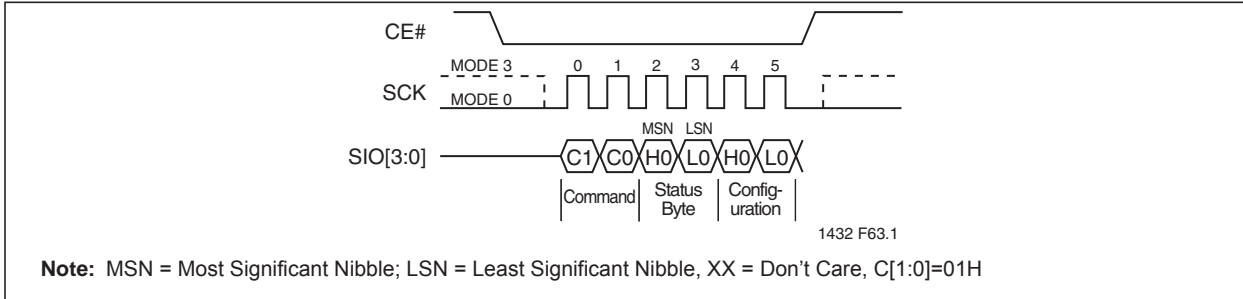 CE#
MODE 3 0 1 2 3 4 5
SCK
MODE 0
MSN LSN
SIO[3:0] C1 C0 H0 L0 H0 L0
Command Status Byte Config-uration
1432 F63.1
Note: MSN = Most Significant Nibble; LSN = Least Significant Nibble, XX = Don't Care, C[1:0]=01H